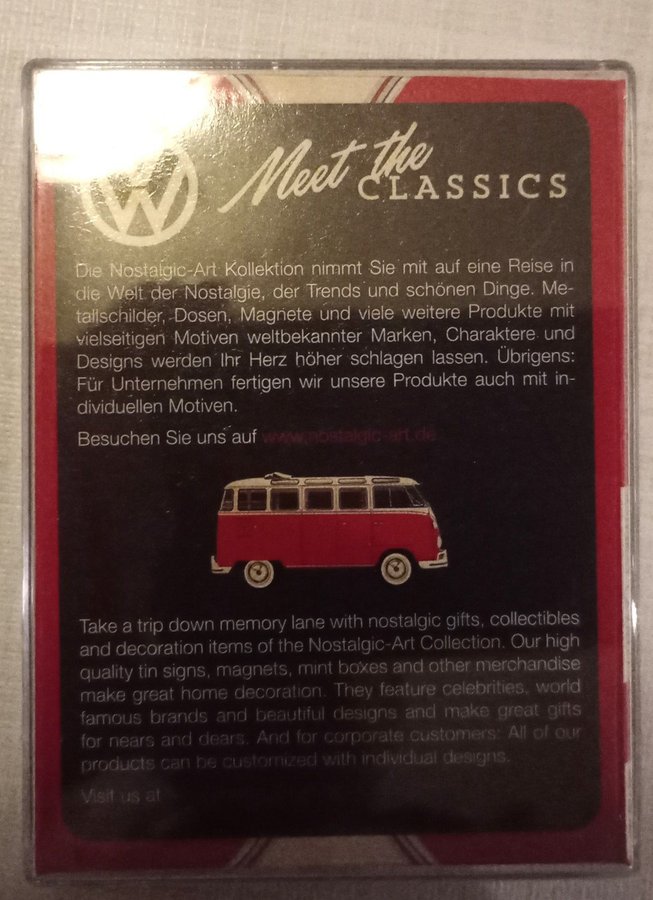 VW
Meet the
CLASSICS
Die Nostalgic-Art Kollektion nimmt Sie mit auf eine Reise in
die Welt der Nostalgie, der Trends und schönen Dinge. Me-
tallschilder, Dosen, Magnete und viele weitere Produkte mit
vielseitigen Motiven weltbekannter Marken, Charaktere und
Designs werden Ihr Herz höher schlagen lassen. Übrigens:
Für Unternehmen fertigen wir unsere Produkte auch mit in-
dividuellen Motiven.
Besuchen Sie uns auf www.nostalgic-art.de
Take a trip down memory lane with nostalgic gifts, collectibles
and decoration items of the Nostalgic-Art Collection. Our high
quality tin signs, magnets, mint boxes and other merchandise
make great home decoration. They feature celebrities, world
famous brands and beautiful designs and make great gifts
for nears and dears. And for corporate customers: All of our
products can be customized with individual designs.
Visit us at